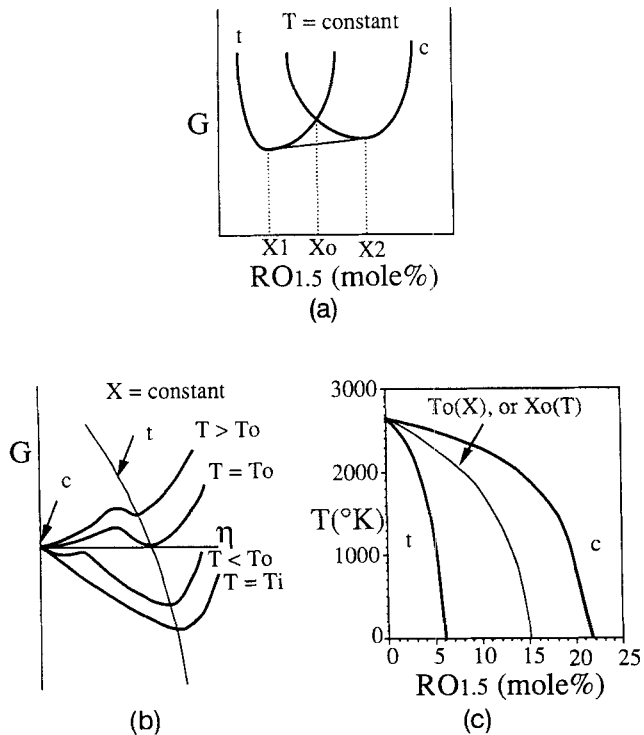 T = constant
t
c
G
X1 Xo X2
RO1.5 (mole%)
(a)
X = constant
G
t
c
T > To
T = To
η
T < To
T = Ti
(b)
3000
To(X), or Xo(T)
2000
T(°K)
1000
t
c
0
0 5 10 15 20 25
RO1.5 (mole%)
(c)